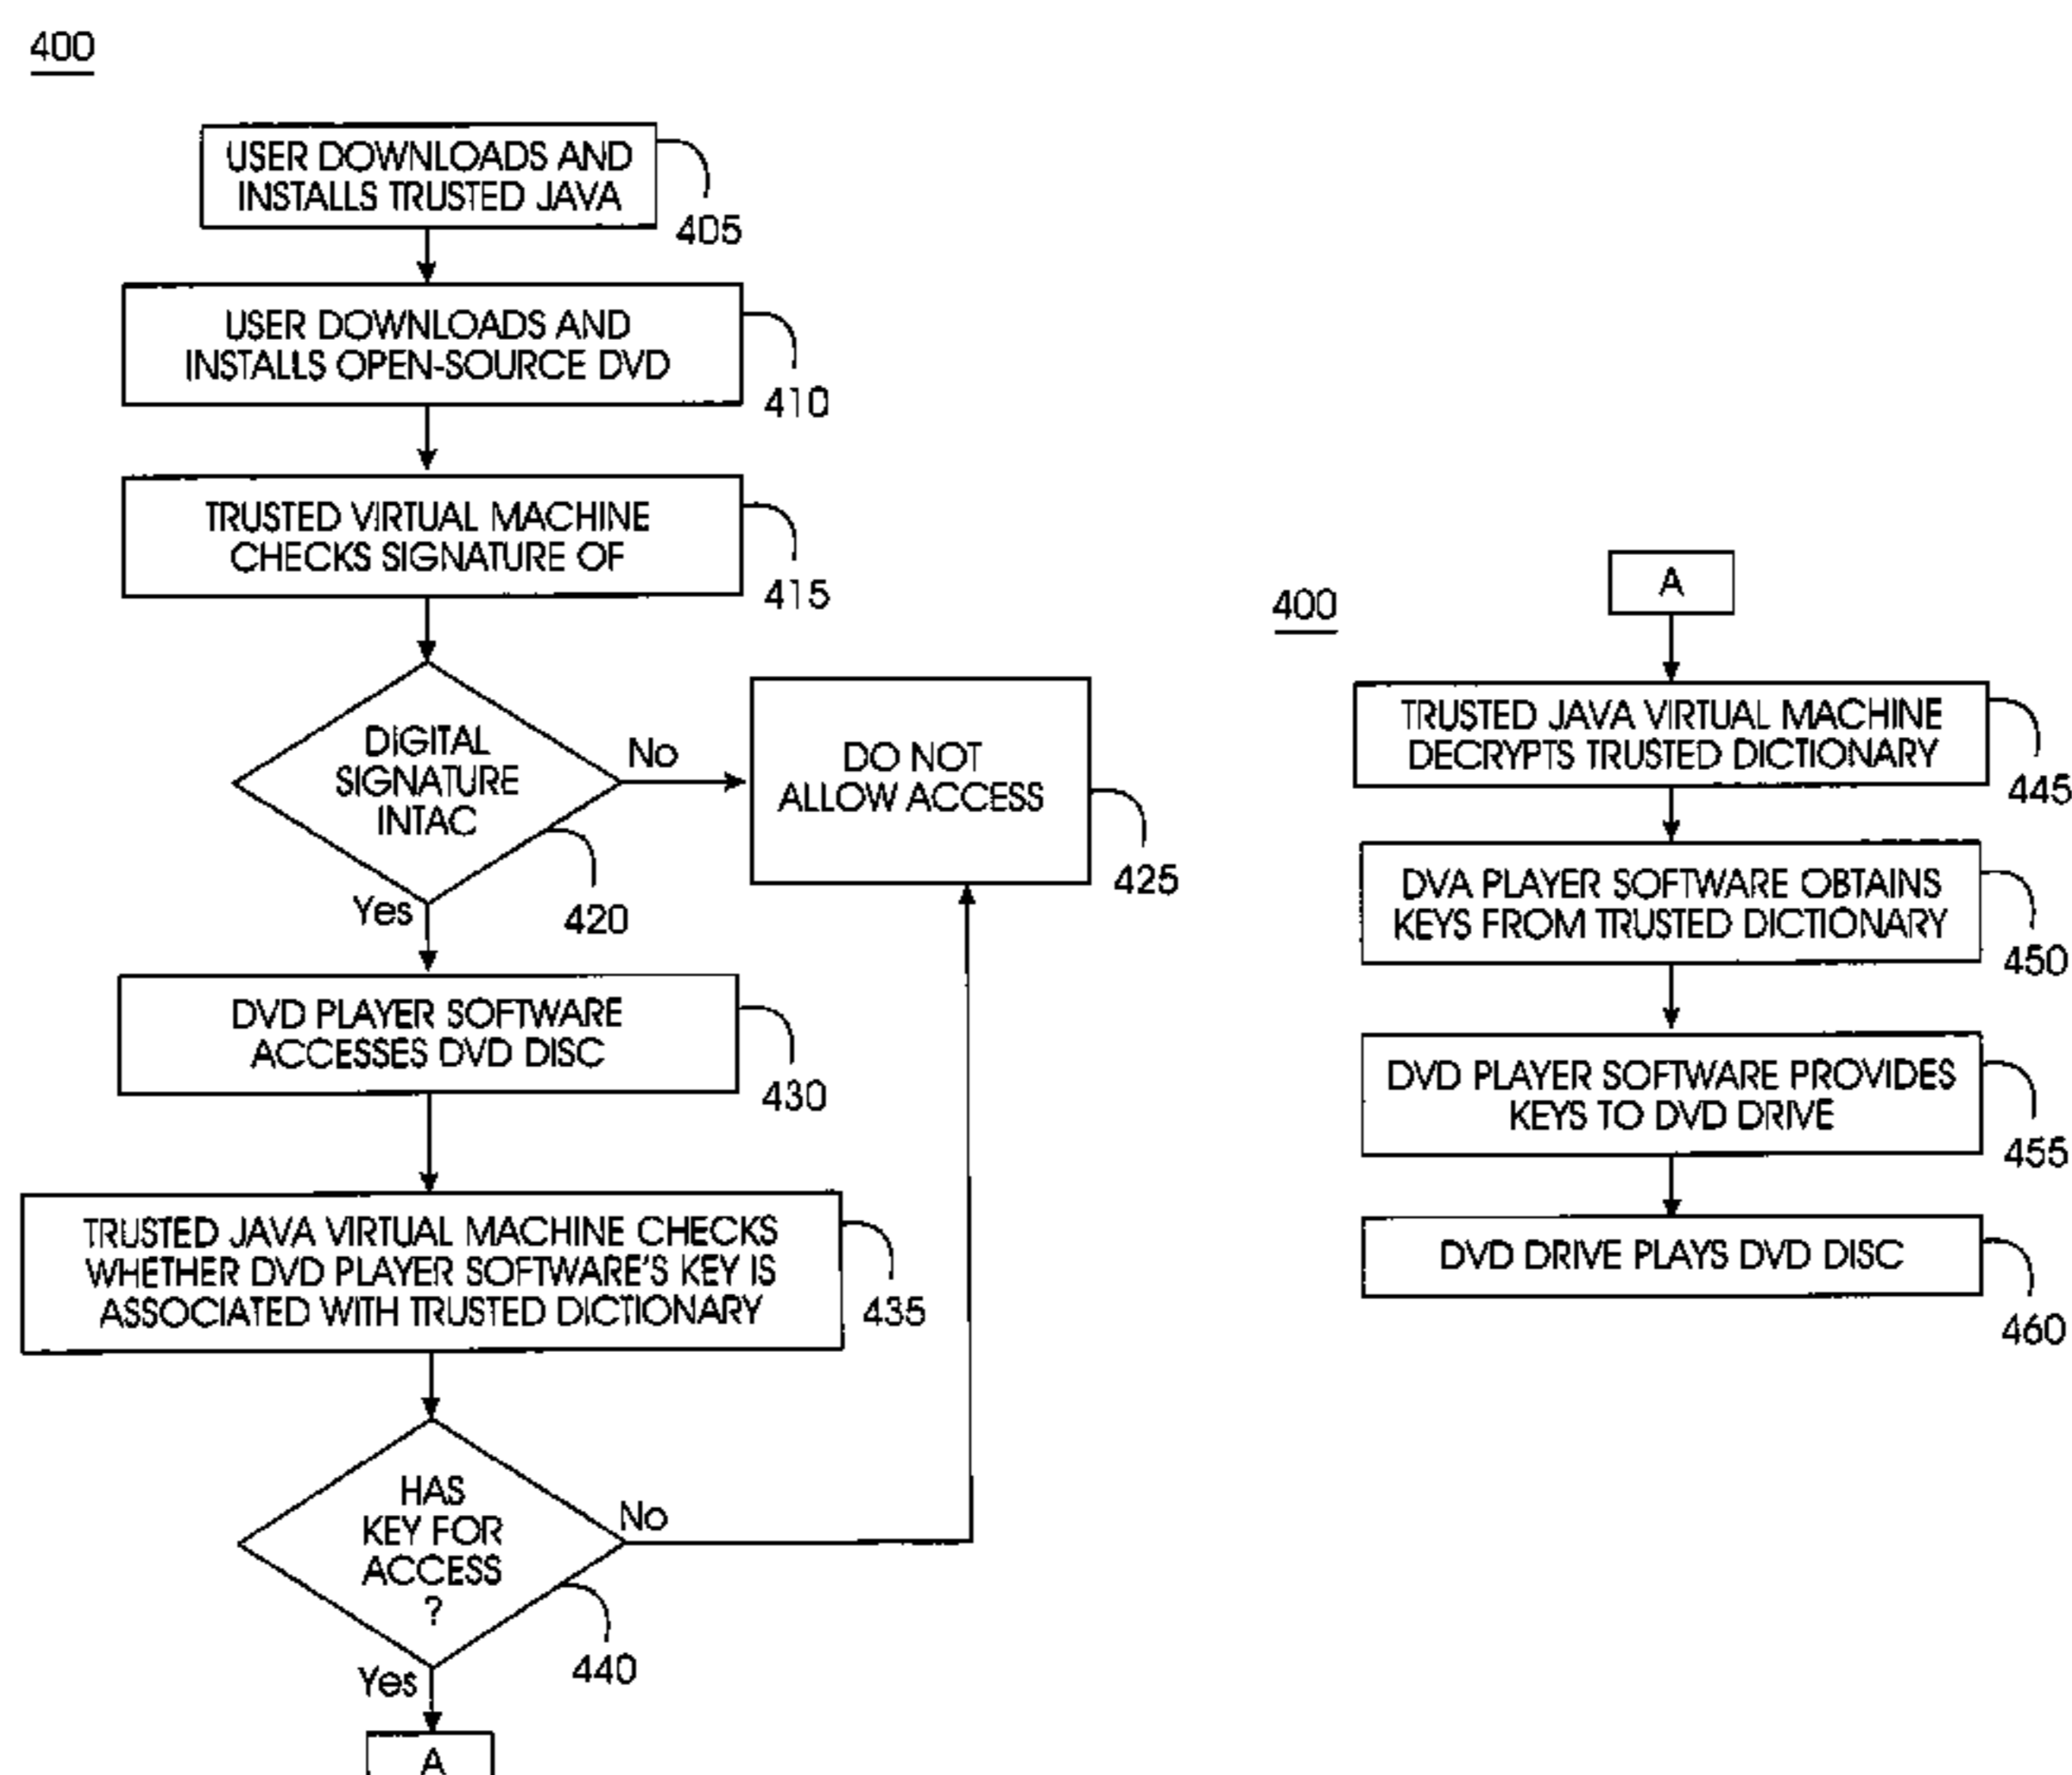 400
USER DOWNLOADS AND
INSTALLS TRUSTED JAVA
405
USER DOWNLOADS AND
INSTALLS OPEN-SOURCE DVD
410
TRUSTED VIRTUAL MACHINE
CHECKS SIGNATURE OF
415
DIGITAL
SIGNATURE
INTAC
No
Yes
420
DO NOT
ALLOW ACCESS
425
DVD PLAYER SOFTWARE
ACCESSES DVD DISC
430
TRUSTED JAVA VIRTUAL MACHINE CHECKS
WHETHER DVD PLAYER SOFTWARE'S KEY IS
ASSOCIATED WITH TRUSTED DICTIONARY
435
HAS
KEY FOR
ACCESS
?
No
Yes
440
A
400
A
TRUSTED JAVA VIRTUAL MACHINE
DECRYPTS TRUSTED DICTIONARY
445
DVA PLAYER SOFTWARE OBTAINS
KEYS FROM TRUSTED DICTIONARY
450
DVD PLAYER SOFTWARE PROVIDES
KEYS TO DVD DRIVE
455
DVD DRIVE PLAYS DVD DISC
460